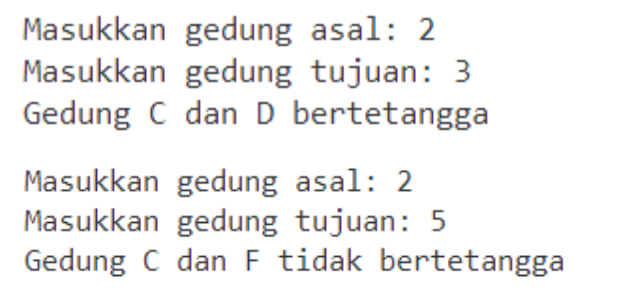 Masukkan gedung asal: 2
Masukkan gedung tujuan: 3
Gedung C dan D bertetangga
Masukkan gedung asal: 2
Masukkan gedung tujuan: 5
Gedung C dan F tidak bertetangga